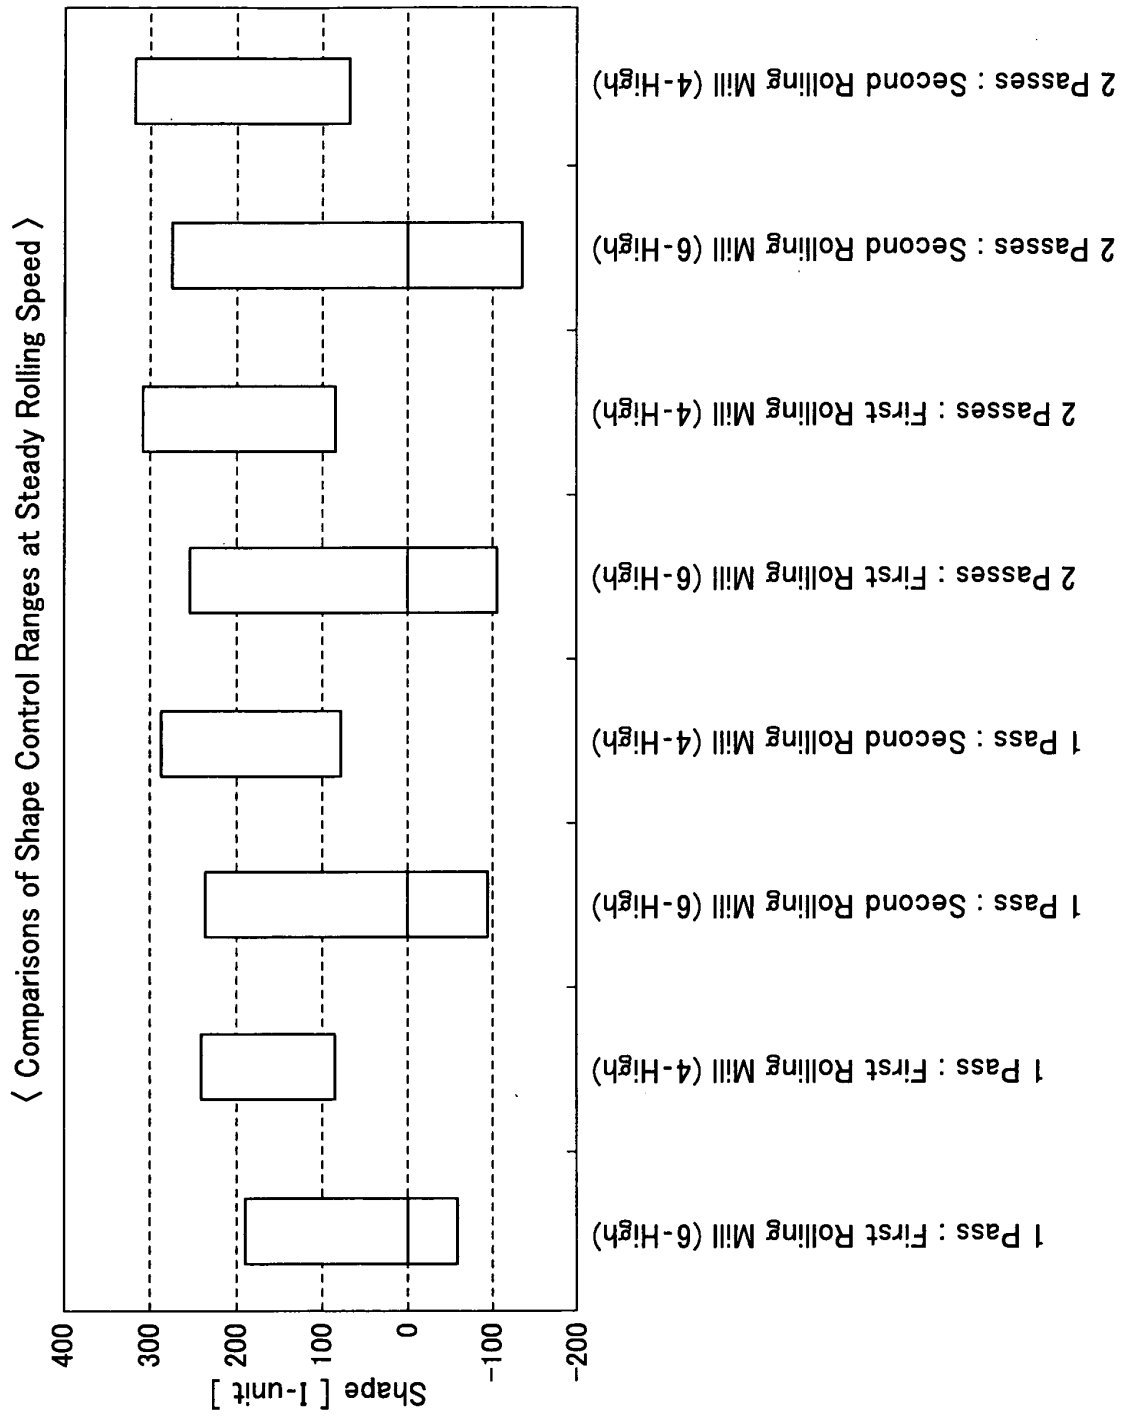 〈 Comparisons of Shape Control Ranges at Steady Rolling Speed 〉
Shape [ I-unit ]
400
300
200
100
0
-100
-200
1 Pass : First Rolling Mill (6-High)
1 Pass : First Rolling Mill (4-High)
1 Pass : Second Rolling Mill (6-High)
1 Pass : Second Rolling Mill (4-High)
2 Passes : First Rolling Mill (6-High)
2 Passes : First Rolling Mill (4-High)
2 Passes : Second Rolling Mill (6-High)
2 Passes : Second Rolling Mill (4-High)